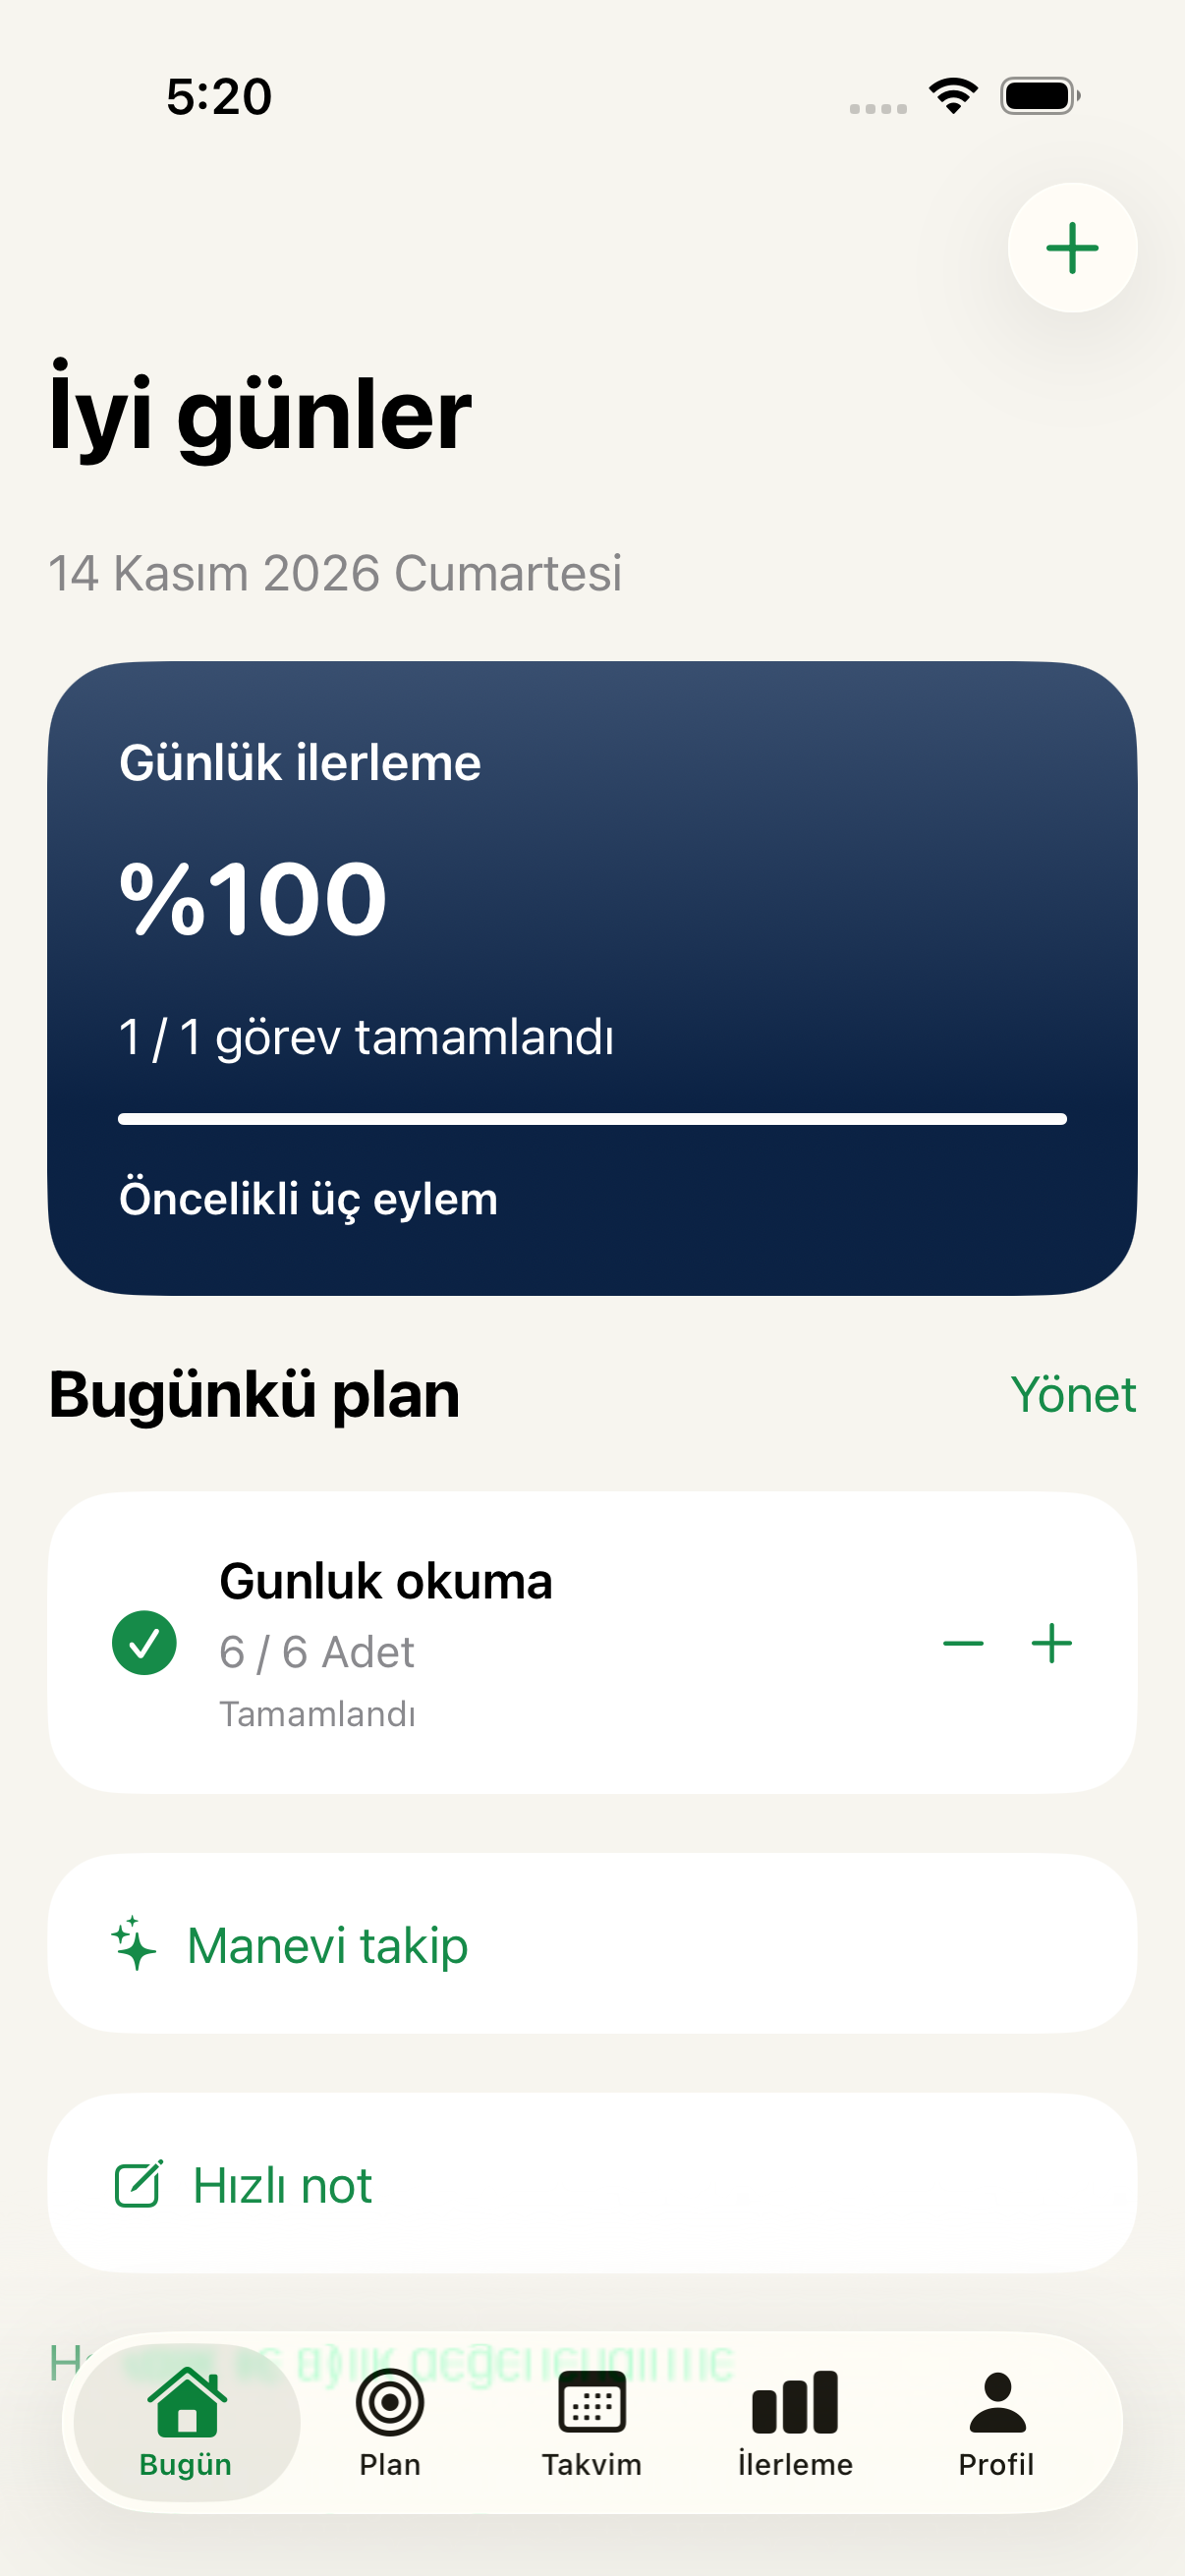 5:20
İyi günler
14 Kasım 2026 Cumartesi
Günlük ilerleme
%100
1 / 1 görev tamamlandı
Öncelikli üç eylem
Bugünkü plan
Yönet
Gunluk okuma
6 / 6 Adet
Tamamlandı
Manevi takip
Hızlı not
Bugün
Plan
Takvim
İlerleme
Profil